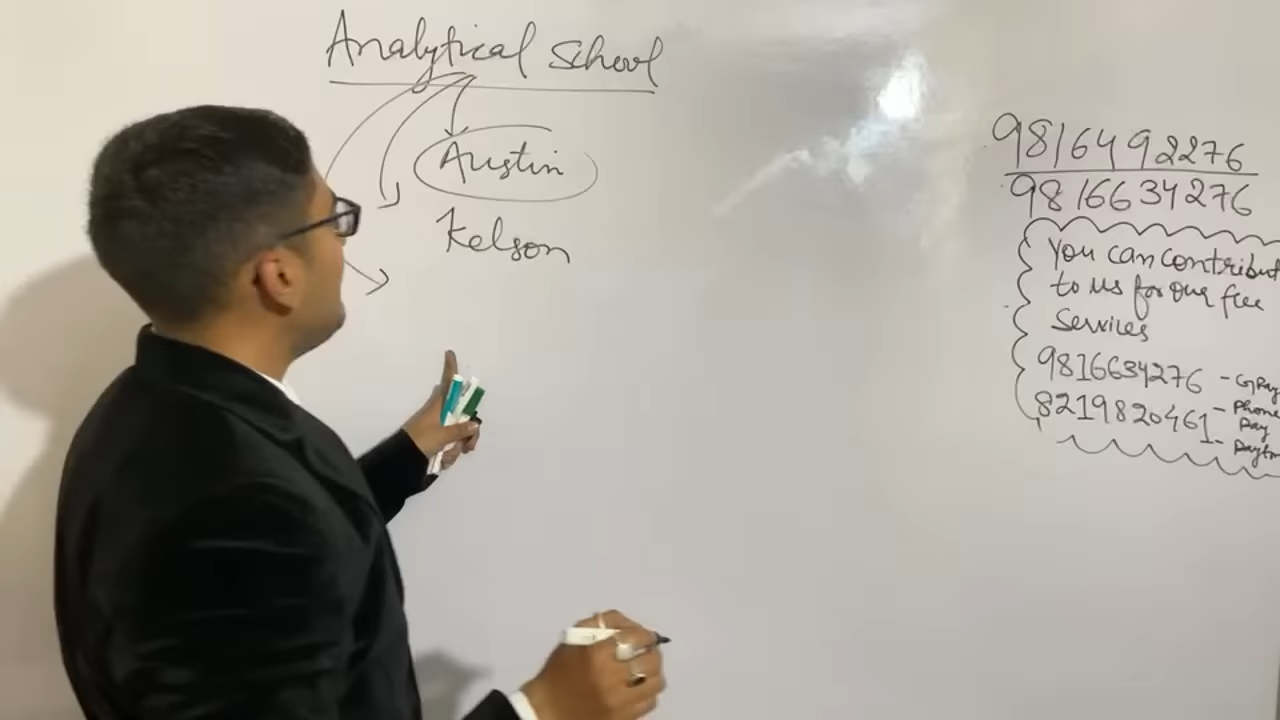 Analytical School
Austin
Kelson
9816492276
9816634276
You can contribut
to us for our free
Services
9816634276 - GPay
8219820461 - Phone
Pay
- Paytm